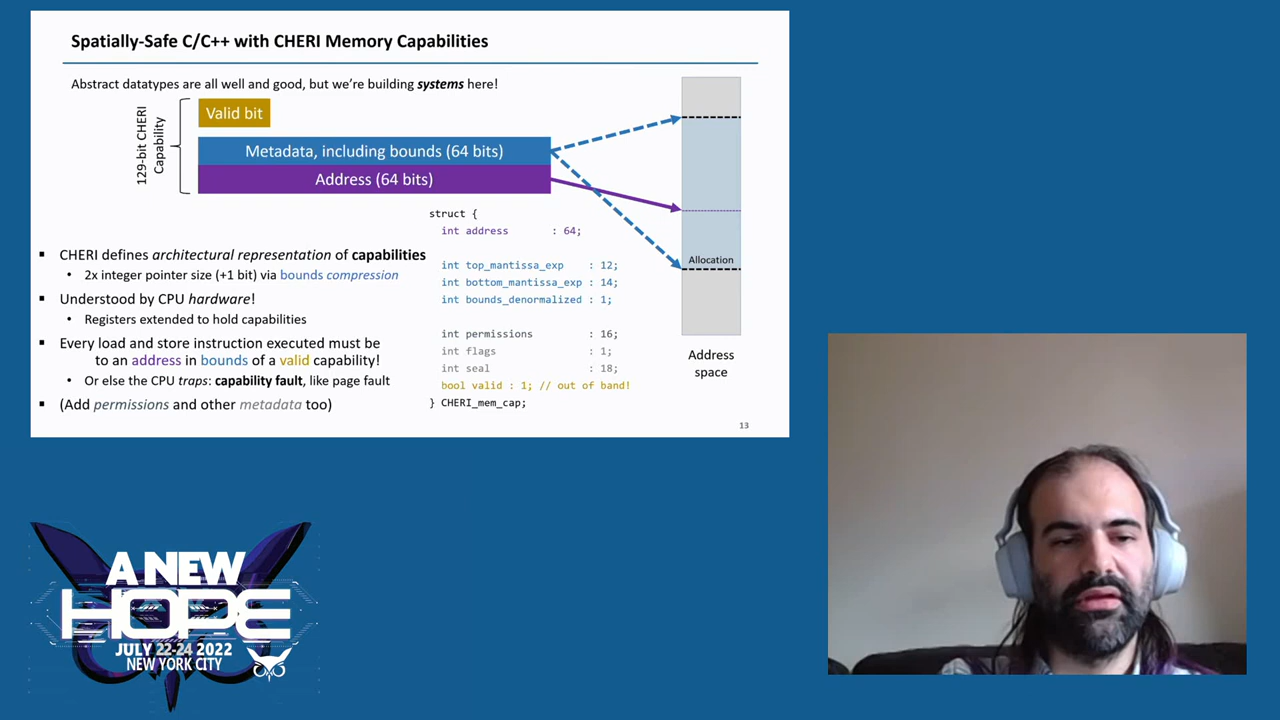 Spatially-Safe C/C++ with CHERI Memory Capabilities
Abstract datatypes are all well and good, but we're building systems here!
129-bit CHERI
Capability
Valid bit
Metadata, including bounds (64 bits)
Address (64 bits)
▪ CHERI defines architectural representation of capabilities
• 2x integer pointer size (+1 bit) via bounds compression
▪ Understood by CPU hardware!
• Registers extended to hold capabilities
▪ Every load and store instruction executed must be
to an address in bounds of a valid capability!
• Or else the CPU traps: capability fault, like page fault
▪ (Add permissions and other metadata too)
struct {
int address : 64;
int top_mantissa_exp : 12;
int bottom_mantissa_exp : 14;
int bounds_denormalized : 1;
int permissions : 16;
int flags : 1;
int seal : 18;
bool valid : 1; // out of band!
} CHERI_mem_cap;
Allocation
Address
space
13
A NEW
HOPE
JULY 22-24 2022
NEW YORK CITY